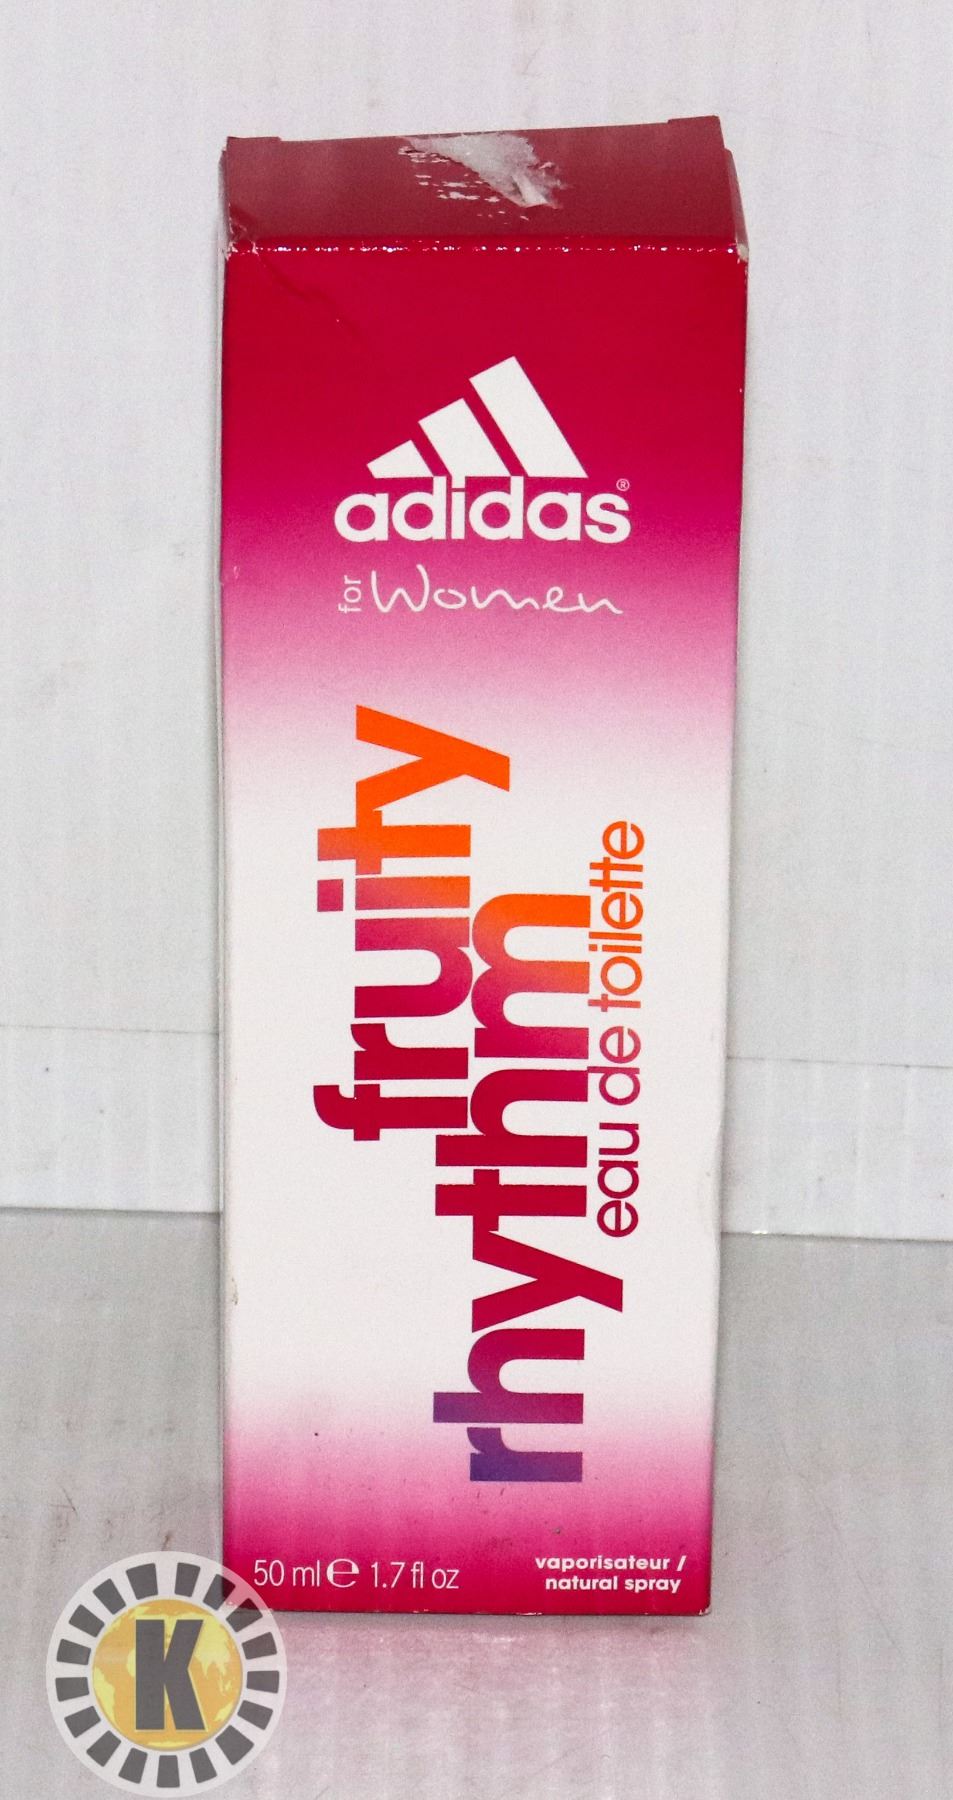 adidas®
for Women
fruity
rhythm
eau de toilette
50 ml ℮ 1.7 fl oz
vaporisateur /
natural spray
K